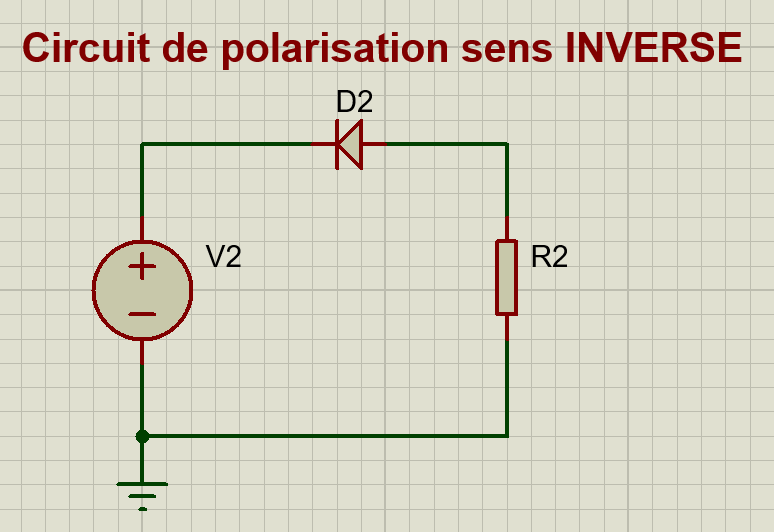 Circuit de polarisation sens INVERSE
D2
V2
R2